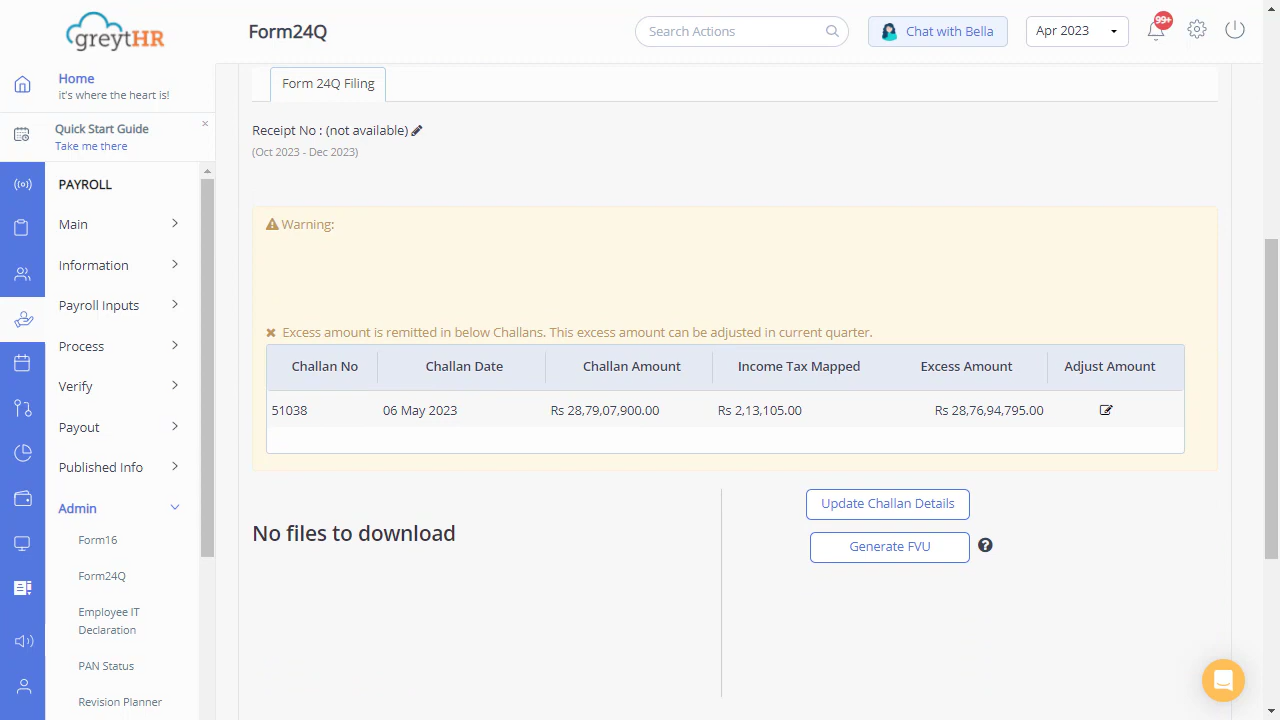 greytHR
Form24Q
Search Actions
Chat with Bella
Apr 2023
99+
Home
it's where the heart is!
Quick Start Guide
×
Take me there
PAYROLL
Main
Information
Payroll Inputs
Process
Verify
Payout
Published Info
Admin
Form16
Form24Q
Employee IT
Declaration
PAN Status
Revision Planner
Form 24Q Filing
Receipt No : (not available)
(Oct 2023 - Dec 2023)
Warning:
Excess amount is remitted in below Challans. This excess amount can be adjusted in current quarter.
Challan No Challan Date Challan Amount Income Tax Mapped Excess Amount Adjust Amount
51038 06 May 2023 Rs 28,79,07,900.00 Rs 2,13,105.00 Rs 28,76,94,795.00
No files to download
Update Challan Details
Generate FVU ?